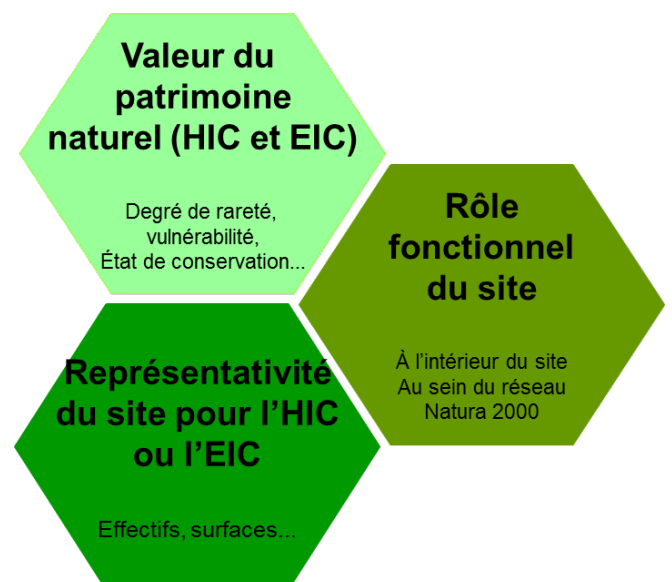 Valeur du
patrimoine
naturel (HIC et EIC)
Degré de rareté,
vulnérabilité,
État de conservation...
Rôle
fonctionnel
du site
À l'intérieur du site
Au sein du réseau
Natura 2000
Représentativité
du site pour l'HIC
ou l'EIC
Effectifs, surfaces...